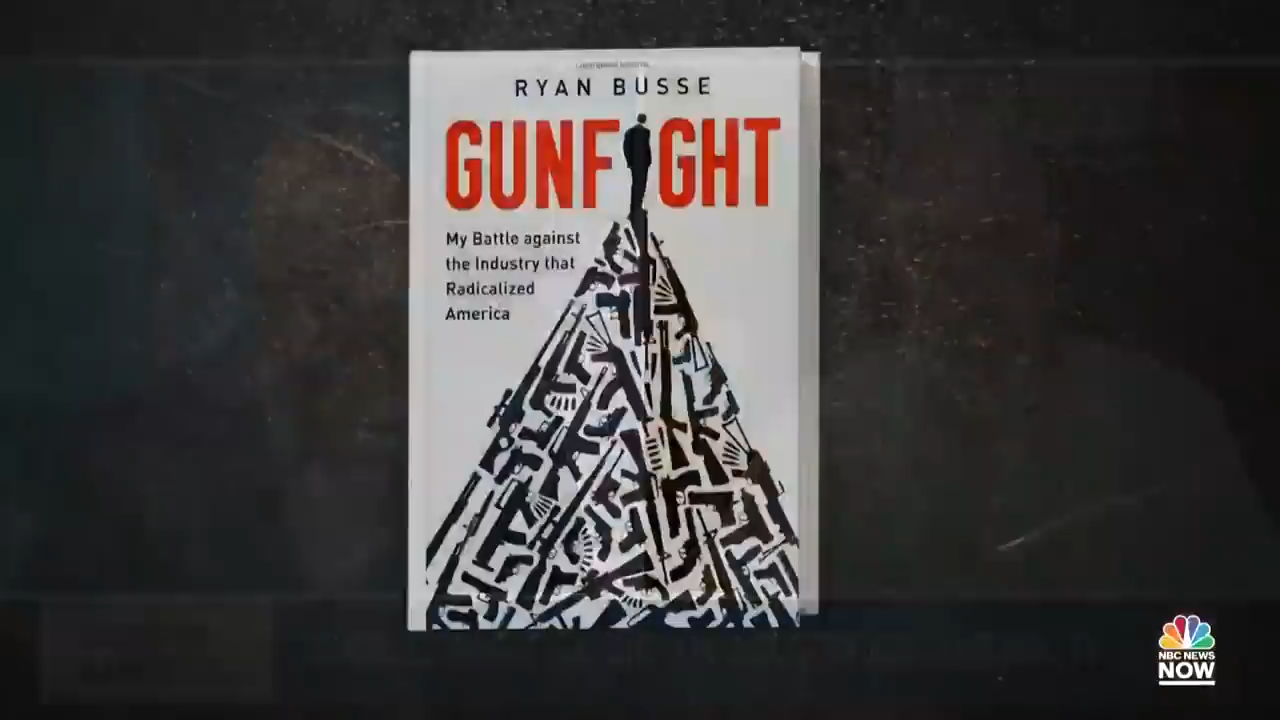 RYAN BUSSE
GUNFIGHT
My Battle against
the Industry that
Radicalized
America
NBC NEWS
NOW